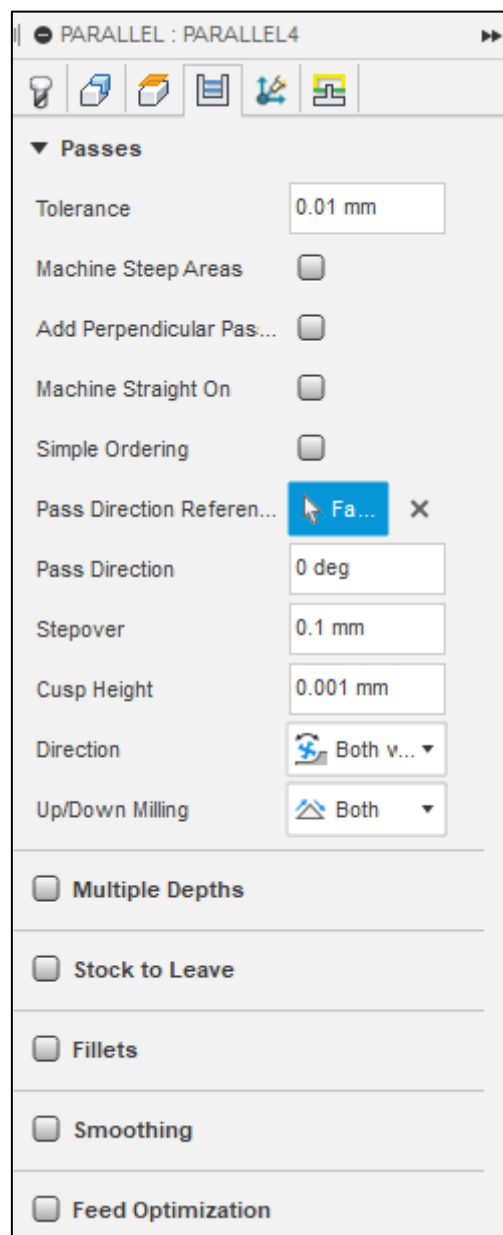 PARALLEL : PARALLEL4
Passes
Tolerance 0.01 mm
Machine Steep Areas
Add Perpendicular Pas...
Machine Straight On
Simple Ordering
Pass Direction Referen... Fa...
Pass Direction 0 deg
Stepover 0.1 mm
Cusp Height 0.001 mm
Direction Both w...
Up/Down Milling Both
Multiple Depths
Stock to Leave
Fillets
Smoothing
Feed Optimization